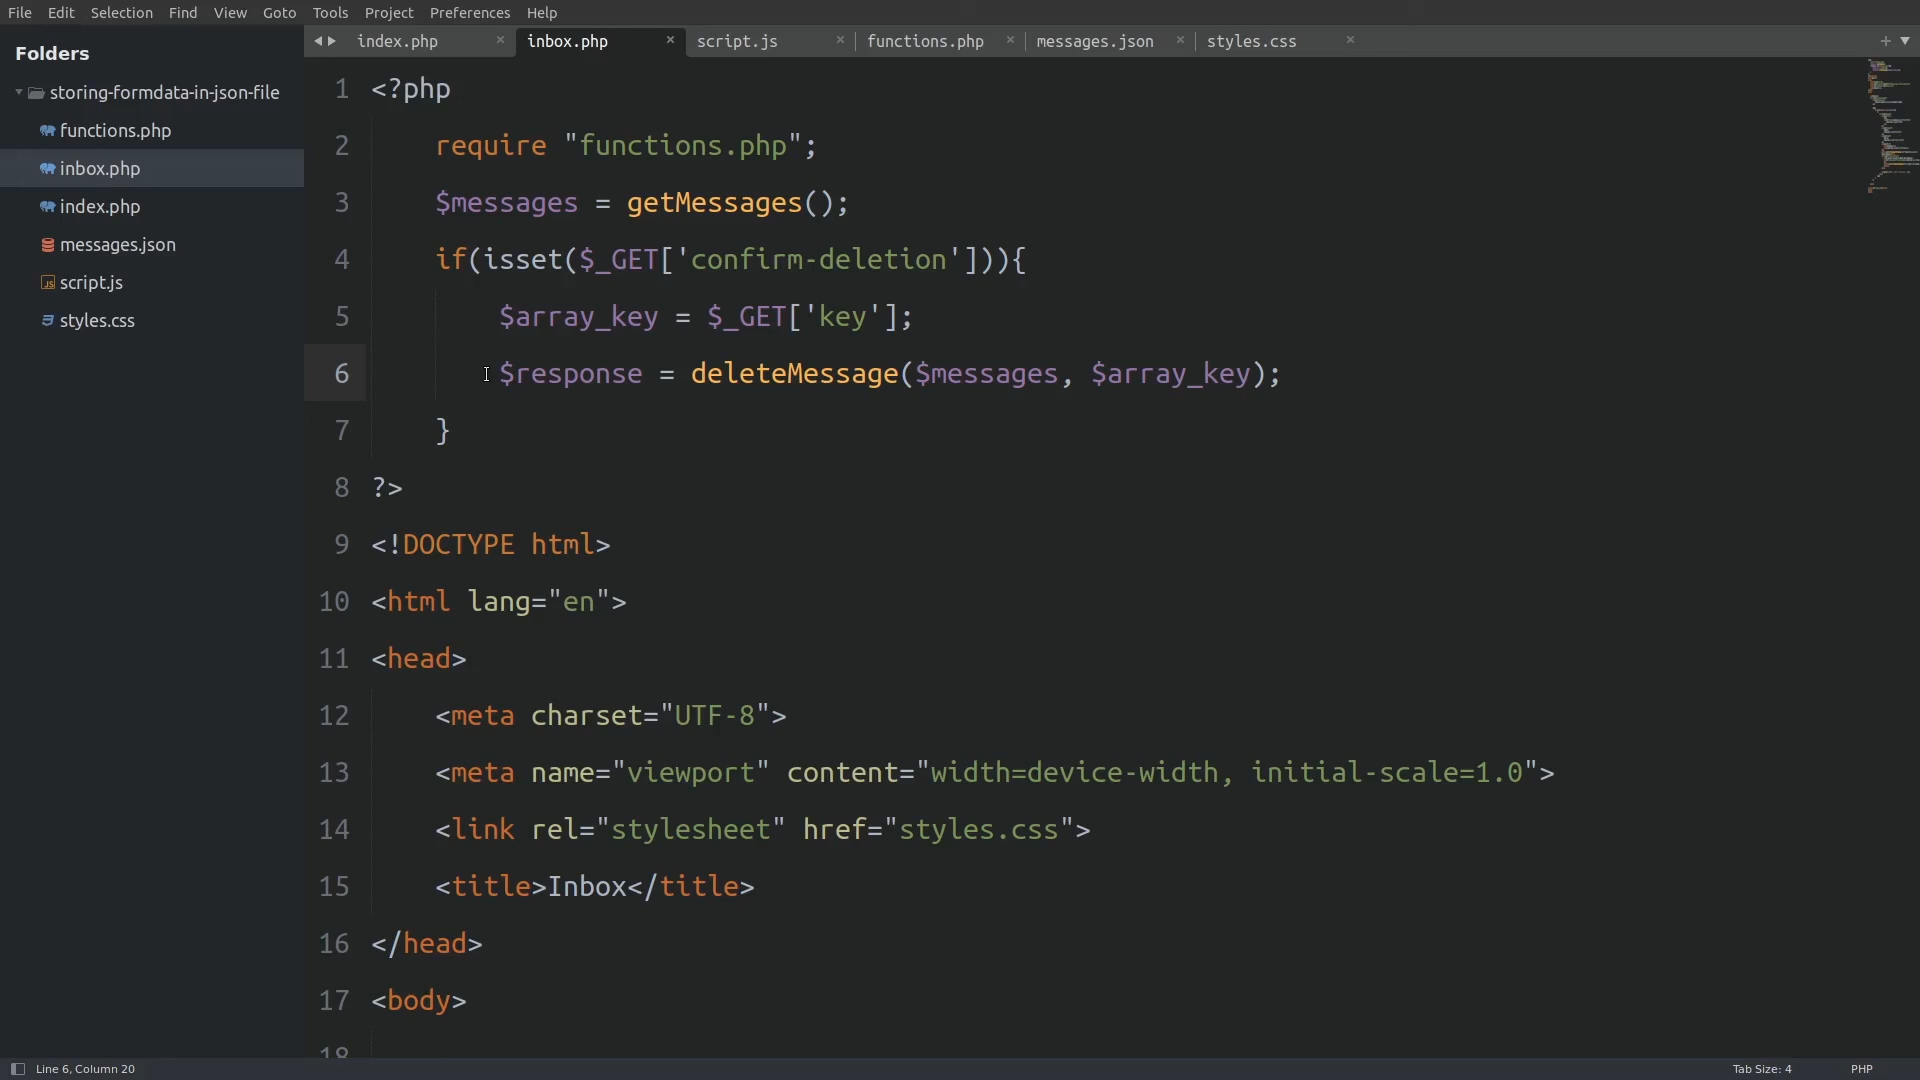 File Edit Selection Find View Goto Tools Project Preferences Help
Folders
storing-formdata-in-json-file
functions.php
inbox.php
index.php
messages.json
script.js
styles.css
index.php × inbox.php × script.js × functions.php × messages.json × styles.css ×
1 <?php
2 require "functions.php";
3 $messages = getMessages();
4 if(isset($_GET['confirm-deletion'])){
5 $array_key = $_GET['key'];
6 $response = deleteMessage($messages, $array_key);
7 }
8 ?>
9 <!DOCTYPE html>
10 <html lang="en">
11 <head>
12 <meta charset="UTF-8">
13 <meta name="viewport" content="width=device-width, initial-scale=1.0">
14 <link rel="stylesheet" href="styles.css">
15 <title>Inbox</title>
16 </head>
17 <body>
18
Line 6, Column 20 Tab Size: 4 PHP